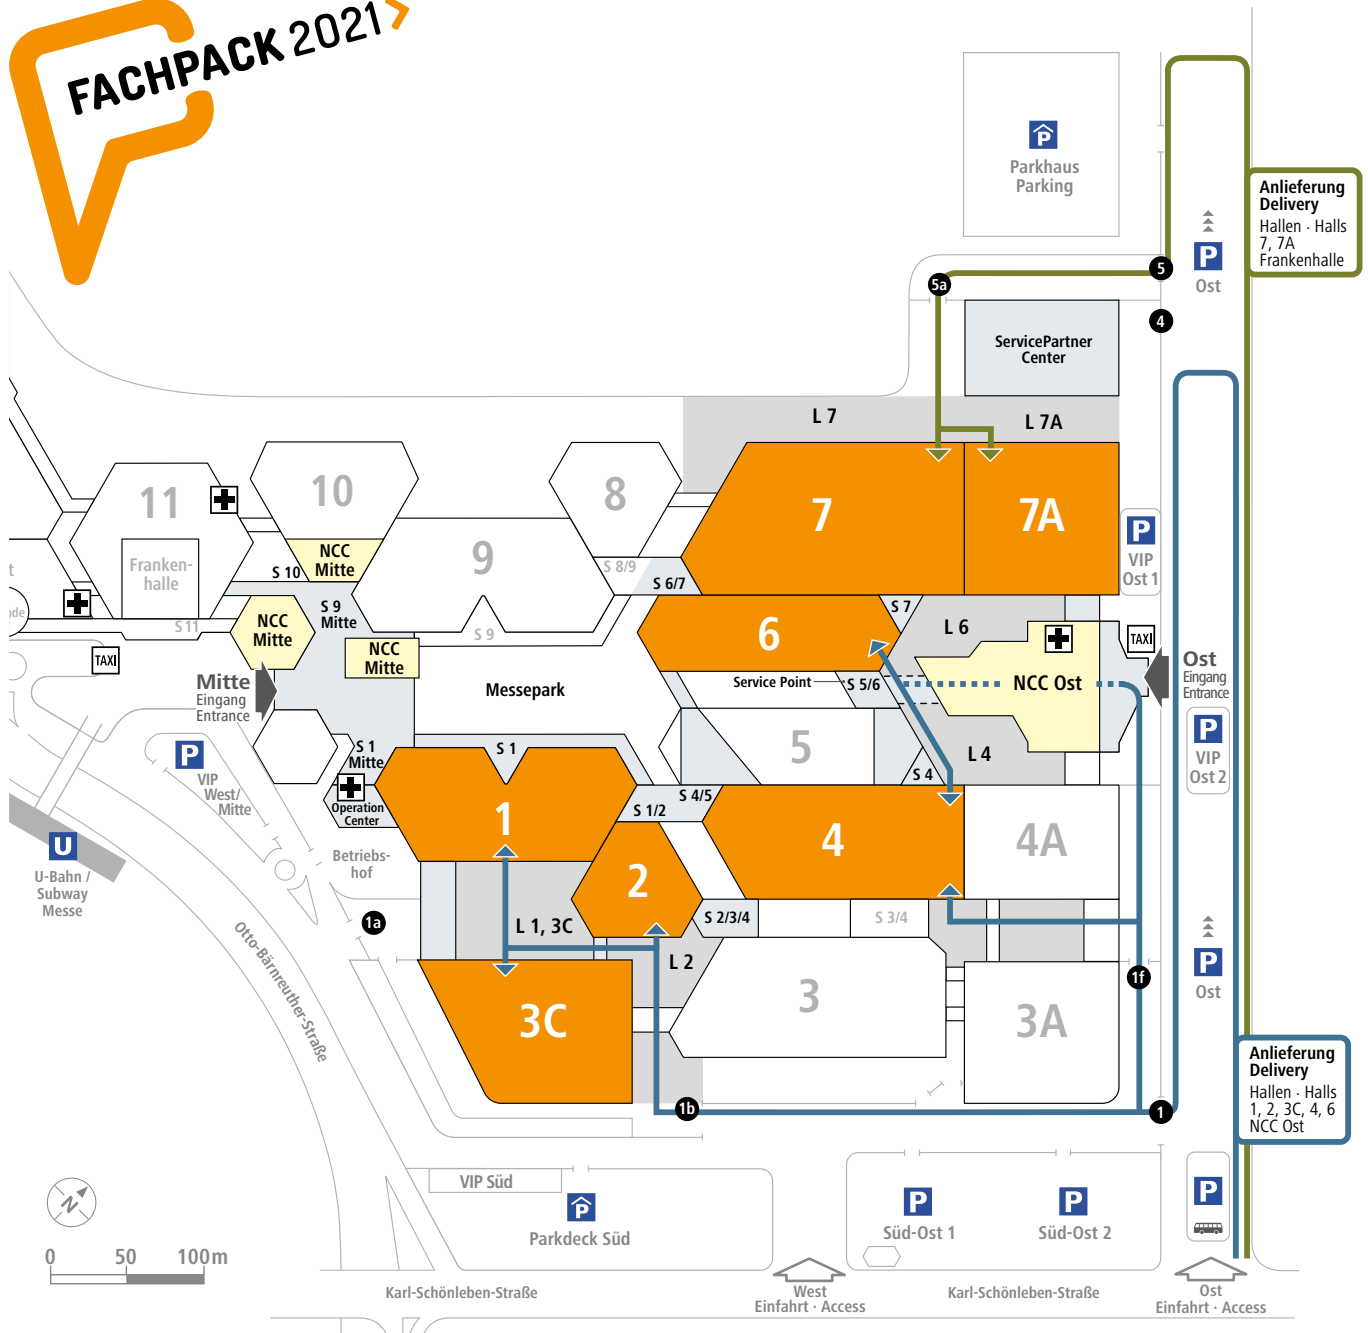 FACHPACK 2021
P
Parkhaus
Parking
Anlieferung
Delivery
Hallen · Halls
7, 7A
Frankenhalle
P
Ost
5
5a
4
ServicePartner
Center
L 7
L 7A
11
10
8
7
7A
9
NCC
Mitte
Franken-
halle
S 10
S 8/9
S 6/7
P
VIP
Ost 1
t
nde
S 9
Mitte
NCC
Mitte
S 11
S 9
NCC
Mitte
6
S 7
L 6
TAXI
TAXI
Mitte
Eingang
Entrance
Messepark
Service Point
S 5/6
NCC Ost
Ost
Eingang
Entrance
P
VIP
West/
Mitte
S 1
Mitte
S 1
5
L 4
S 4
P
VIP
Ost 2
Operation
Center
1
S 4/5
S 1/2
4
4A
U
U-Bahn /
Subway
Messe
Betriebs-
hof
2
1a
L 1, 3C
S 2/3/4
S 3/4
L 2
P
Ost
1f
Otto-Bärnreuther-Straße
3C
3
3A
Anlieferung
Delivery
Hallen · Halls
1, 2, 3C, 4, 6
NCC Ost
1b
1
N
VIP Süd
P
Parkdeck Süd
P
Süd-Ost 1
P
Süd-Ost 2
P
0 50 100m
Karl-Schönleben-Straße
West
Einfahrt · Access
Karl-Schönleben-Straße
Ost
Einfahrt · Access